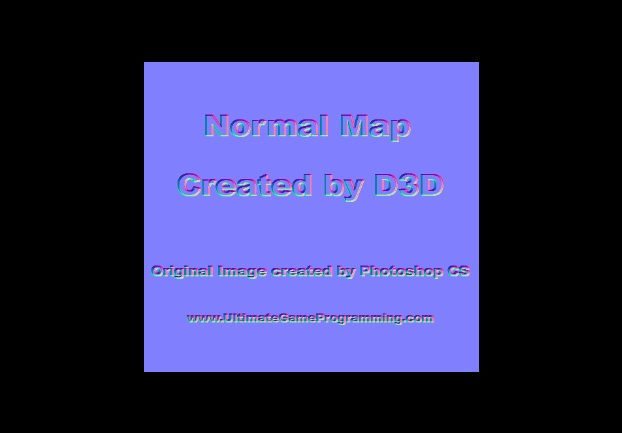 Normal Map
Created by D3D
Original Image created by Photoshop CS
www.UltimateGameProgramming.com